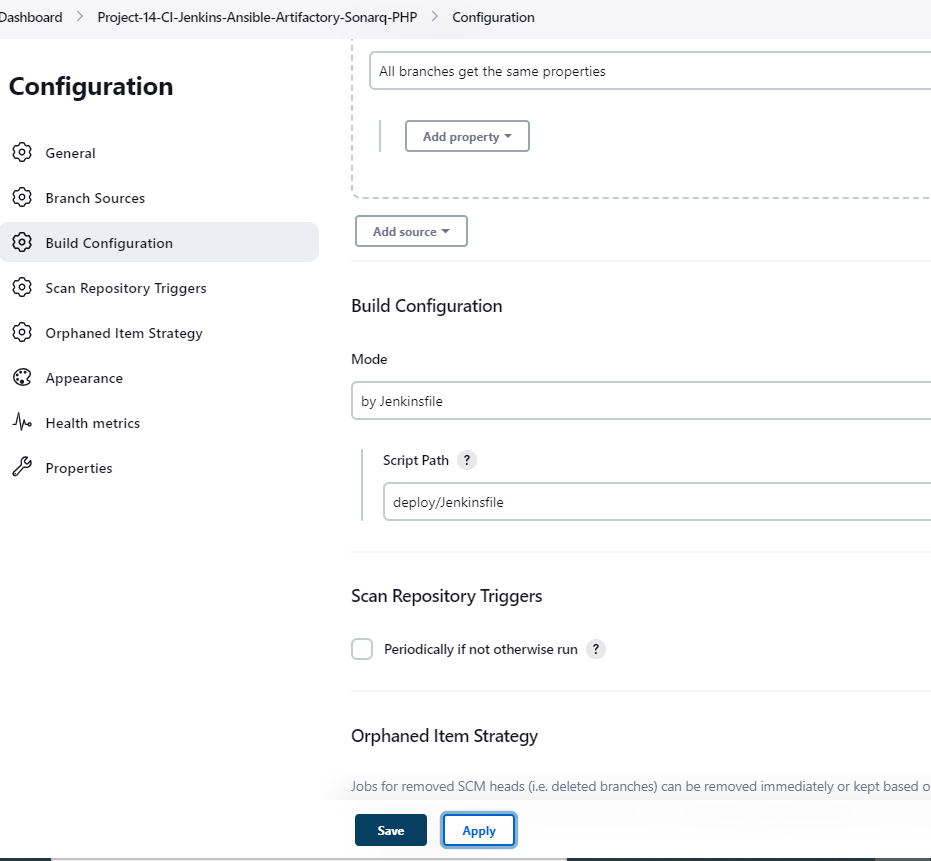 Dashboard > Project-14-CI-Jenkins-Ansible-Artifactory-Sonarq-PHP > Configuration
Configuration
General
Branch Sources
Build Configuration
Scan Repository Triggers
Orphaned Item Strategy
Appearance
Health metrics
Properties
All branches get the same properties
Add property
Add source
Build Configuration
Mode
by Jenkinsfile
Script Path ?
deploy/Jenkinsfile
Scan Repository Triggers
Periodically if not otherwise run ?
Orphaned Item Strategy
Jobs for removed SCM heads (i.e. deleted branches) can be removed immediately or kept based o
Save
Apply